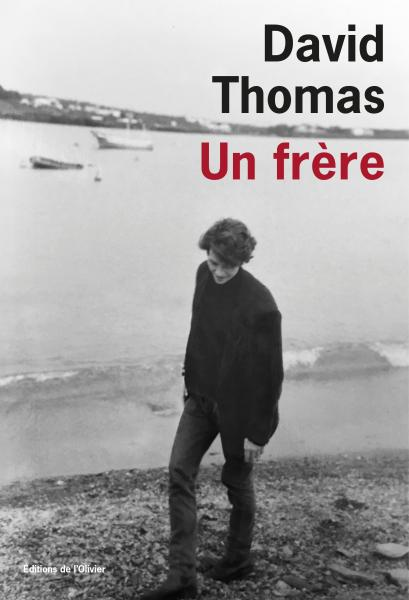 David
Thomas
Un frère
Éditions de l'Olivier